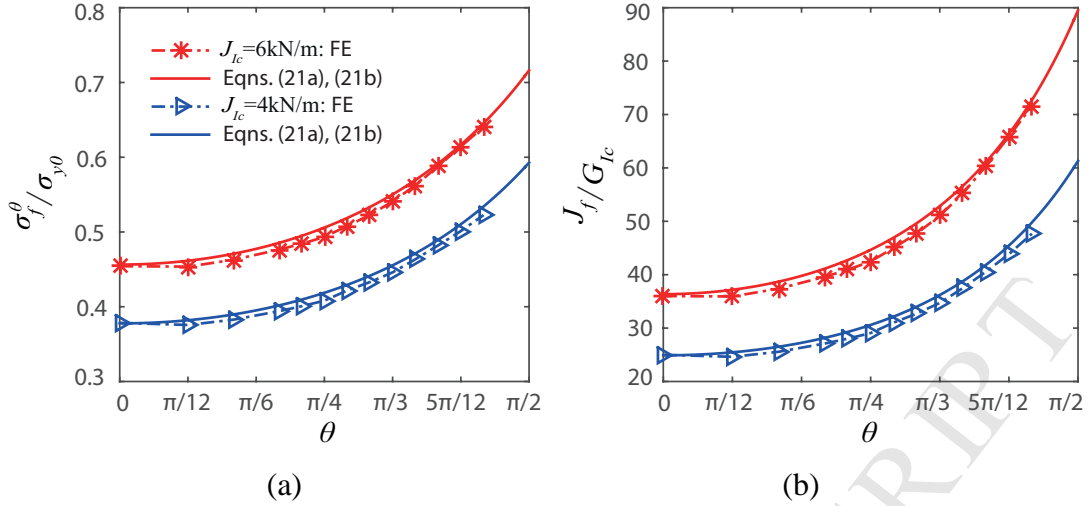 0.8
0.7
0.6
0.5
0.4
0.3
σ_f^θ/σ_{y0}
J_{Ic}=6kN/m: FE
Eqns. (21a), (21b)
J_{Ic}=4kN/m: FE
Eqns. (21a), (21b)
0 π/12 π/6 π/4 π/3 5π/12 π/2
θ
(a)
90
80
70
60
50
40
30
20
J_f/G_{Ic}
0 π/12 π/6 π/4 π/3 5π/12 π/2
θ
(b)
RIPT